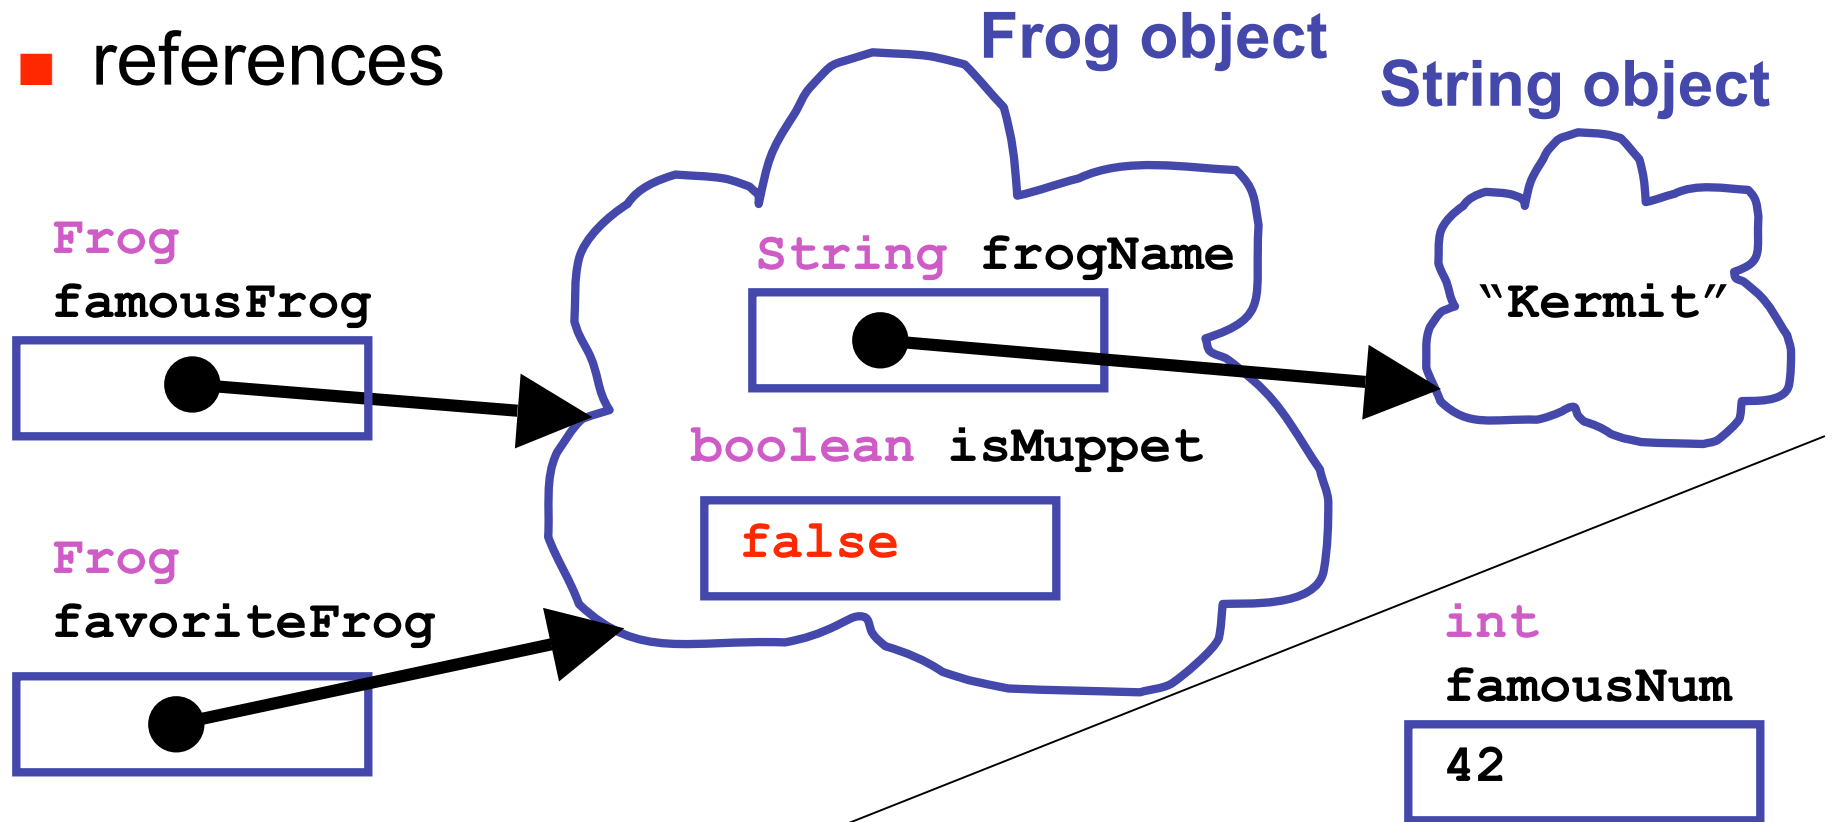 references
Frog object
String object
Frog
famousFrog
String frogName
“Kermit”
boolean isMuppet
false
Frog
favoriteFrog
int
famousNum
42